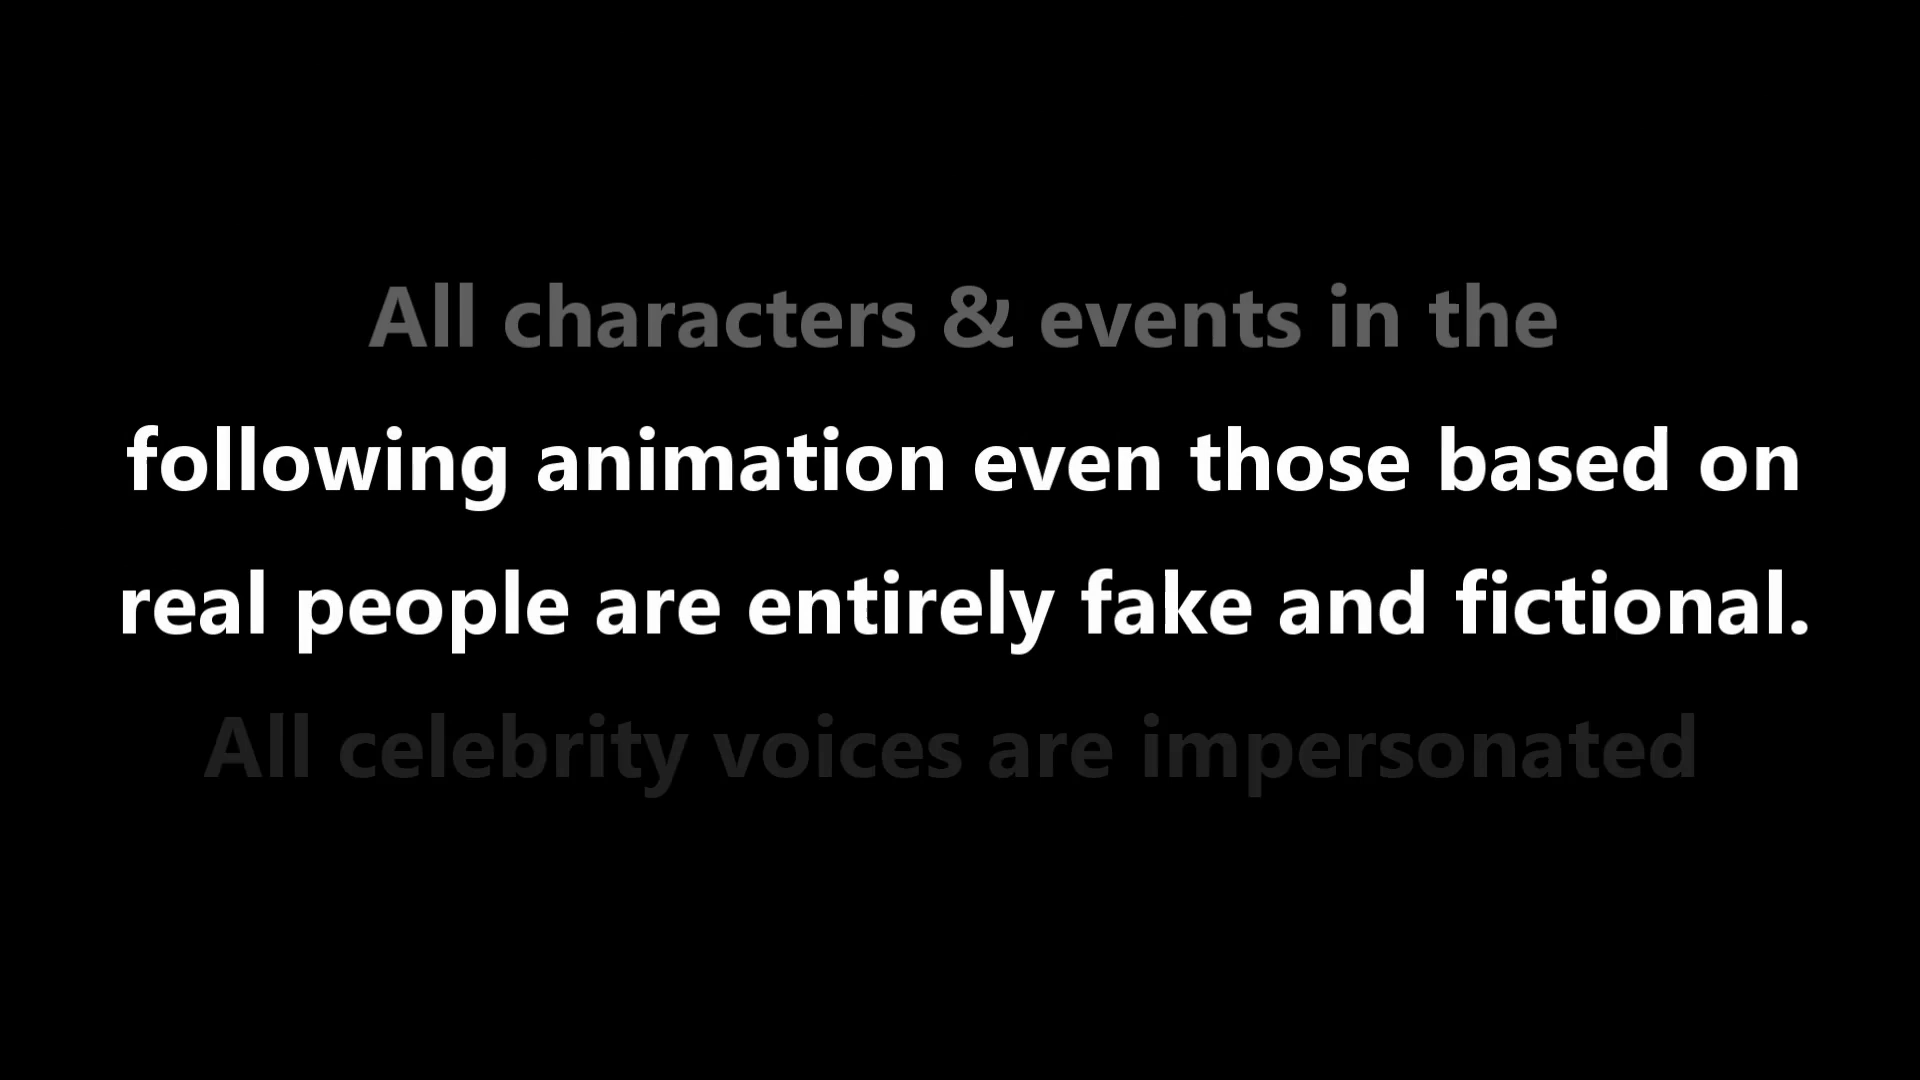 All characters & events in the
following animation even those based on
real people are entirely fake and fictional.
All celebrity voices are impersonated